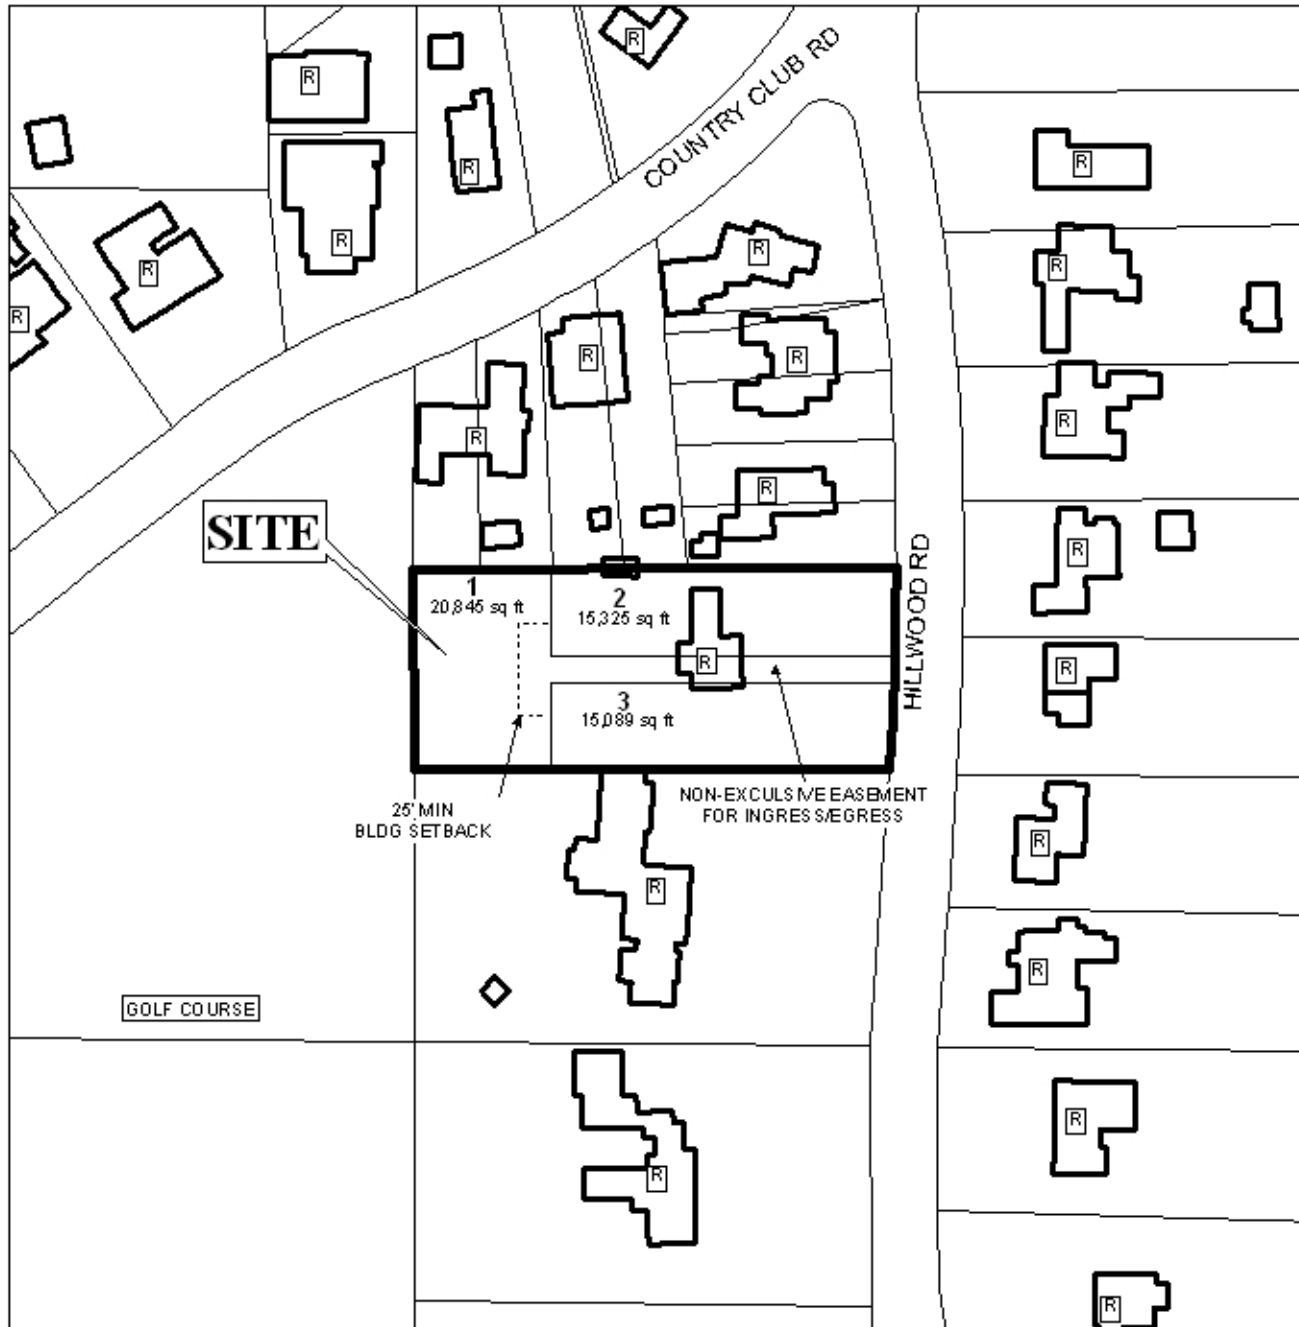 R
R
COUNTRY CLUB RD
R
R
R
R
R
R
R
R
R
R
R
R
R
SITE
R
HILLWOOD RD
1
20,845 sq ft
2
15,325 sq ft
R
R
3
15,089 sq ft
25' MIN
BLDG SETBACK
NON-EXCULSIVE EASEMENT
FOR INGRESS/EGRESS
R
R
R
GOLF COURSE
R
R
R